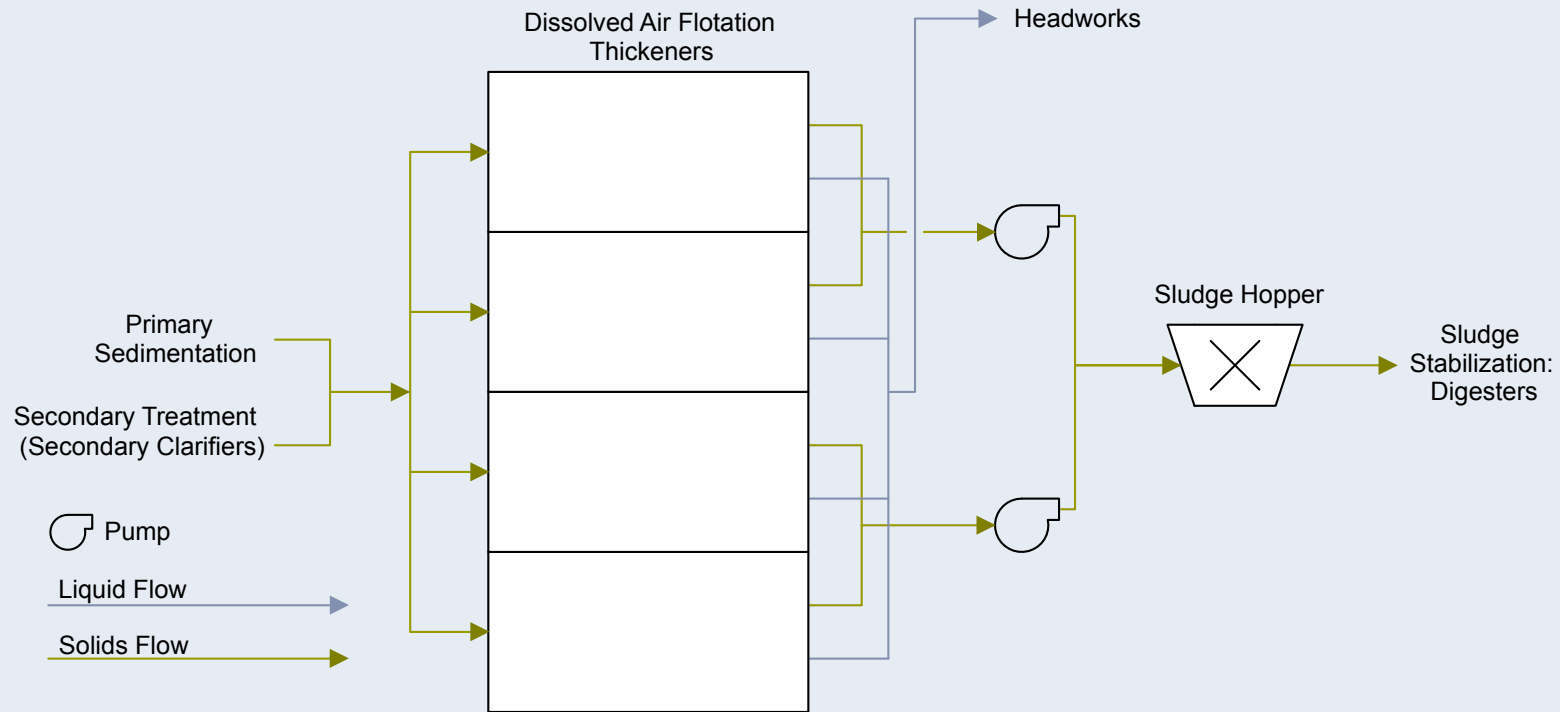 Dissolved Air Flotation
Thickeners
Headworks
Primary
Sedimentation
Secondary Treatment
(Secondary Clarifiers)
Sludge Hopper
Sludge
Stabilization:
Digesters
Pump
Liquid Flow
Solids Flow